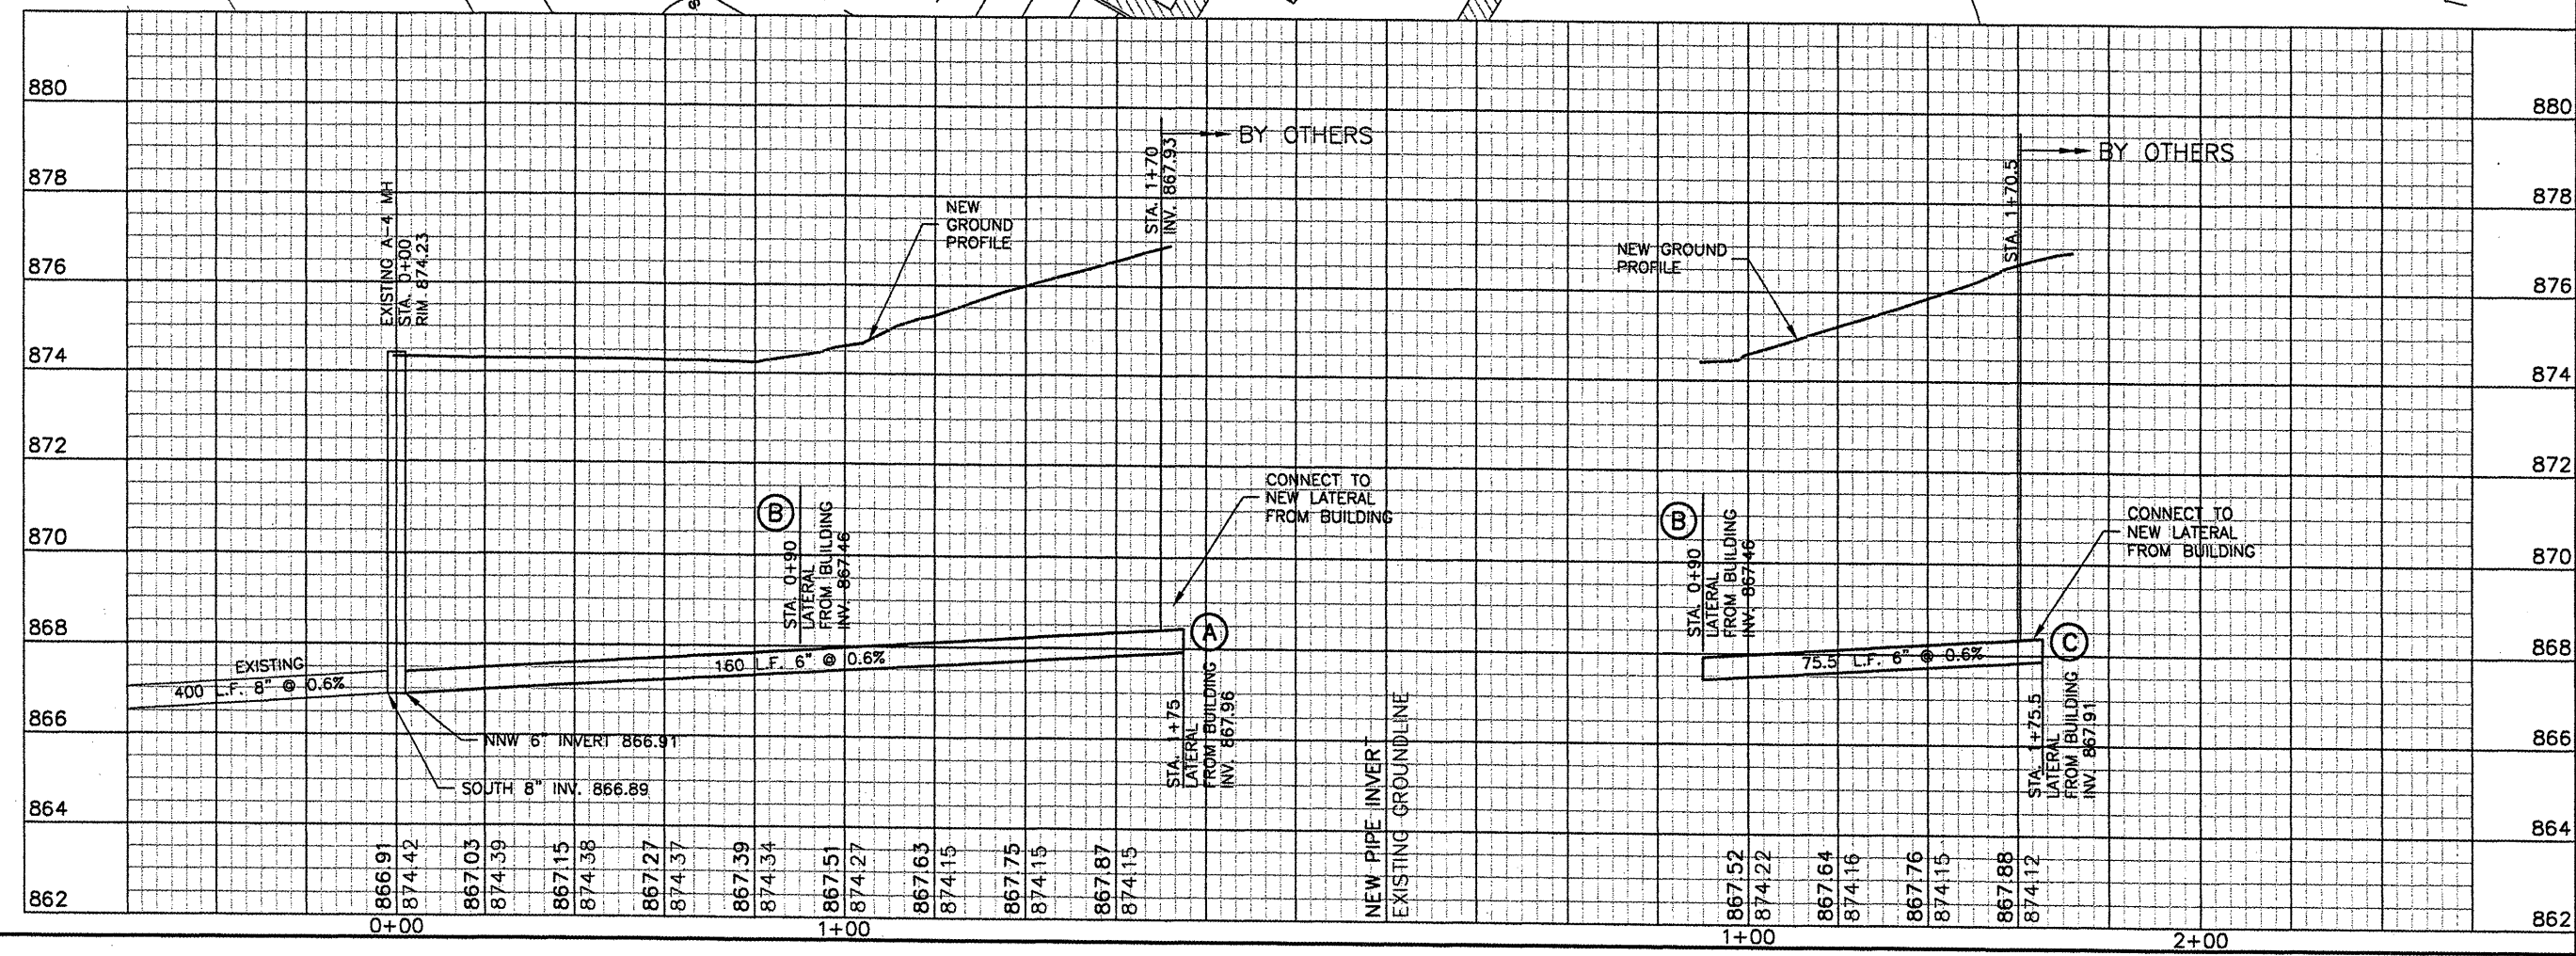 880
878
876
874
872
870
868
866
864
862
EXISTING A-4 MH
STA. 0+00
RIM. 874.23
NEW
GROUND
PROFILE
STA. 1+70
INV. 867.93
BY OTHERS
B
STA. 0+90
LATERAL
FROM BUILDING
INV. 867.46
CONNECT TO
NEW LATERAL
FROM BUILDING
A
EXISTING
400 L.F. 8" @ 0.6%
160 L.F. 6" @ 0.6%
NNW 6" INVERT 866.91
SOUTH 8" INV. 866.89
STA. 1+75
LATERAL
FROM BUILDING
INV. 867.96
866.91
874.42
867.03
874.39
867.15
874.38
867.27
874.37
867.39
874.34
867.51
874.27
867.63
874.15
867.75
874.15
867.87
874.15
0+00
1+00
NEW PIPE INVERT
EXISTING GROUNDLINE
NEW GROUND
PROFILE
STA. 1+70.5
BY OTHERS
B
STA. 0+90
LATERAL
FROM BUILDING
INV. 867.46
CONNECT TO
NEW LATERAL
FROM BUILDING
C
75.5' L.F. 6" @ 0.6%
STA. 1+75.5
LATERAL
FROM BUILDING
INV. 867.91
867.52
874.22
867.64
874.16
867.76
874.15
867.88
874.12
1+00
2+00
880
878
876
874
872
870
868
866
864
862